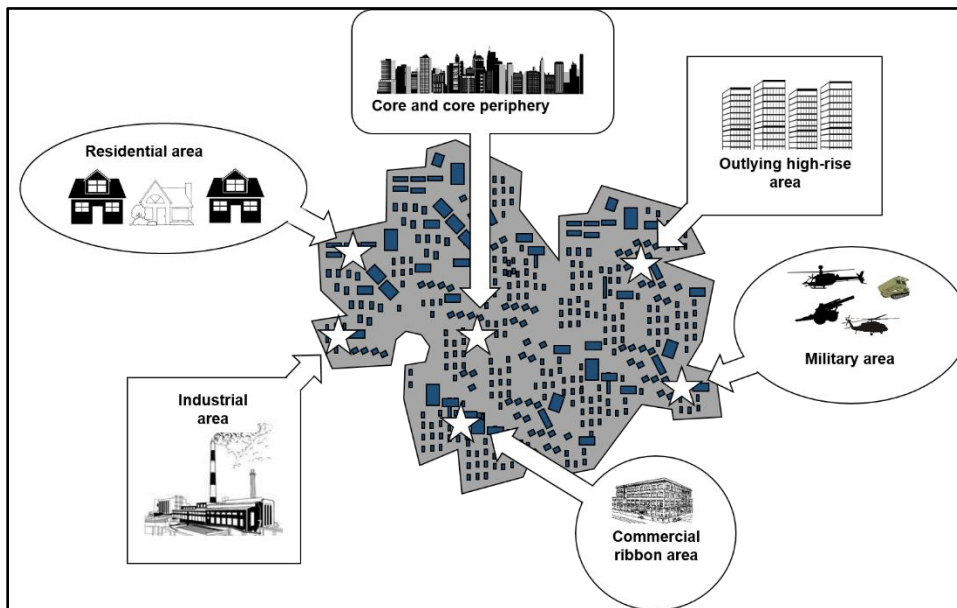 Core and core periphery
Residential area
Outlying high-rise
area
Military area
Industrial
area
Commercial
ribbon area